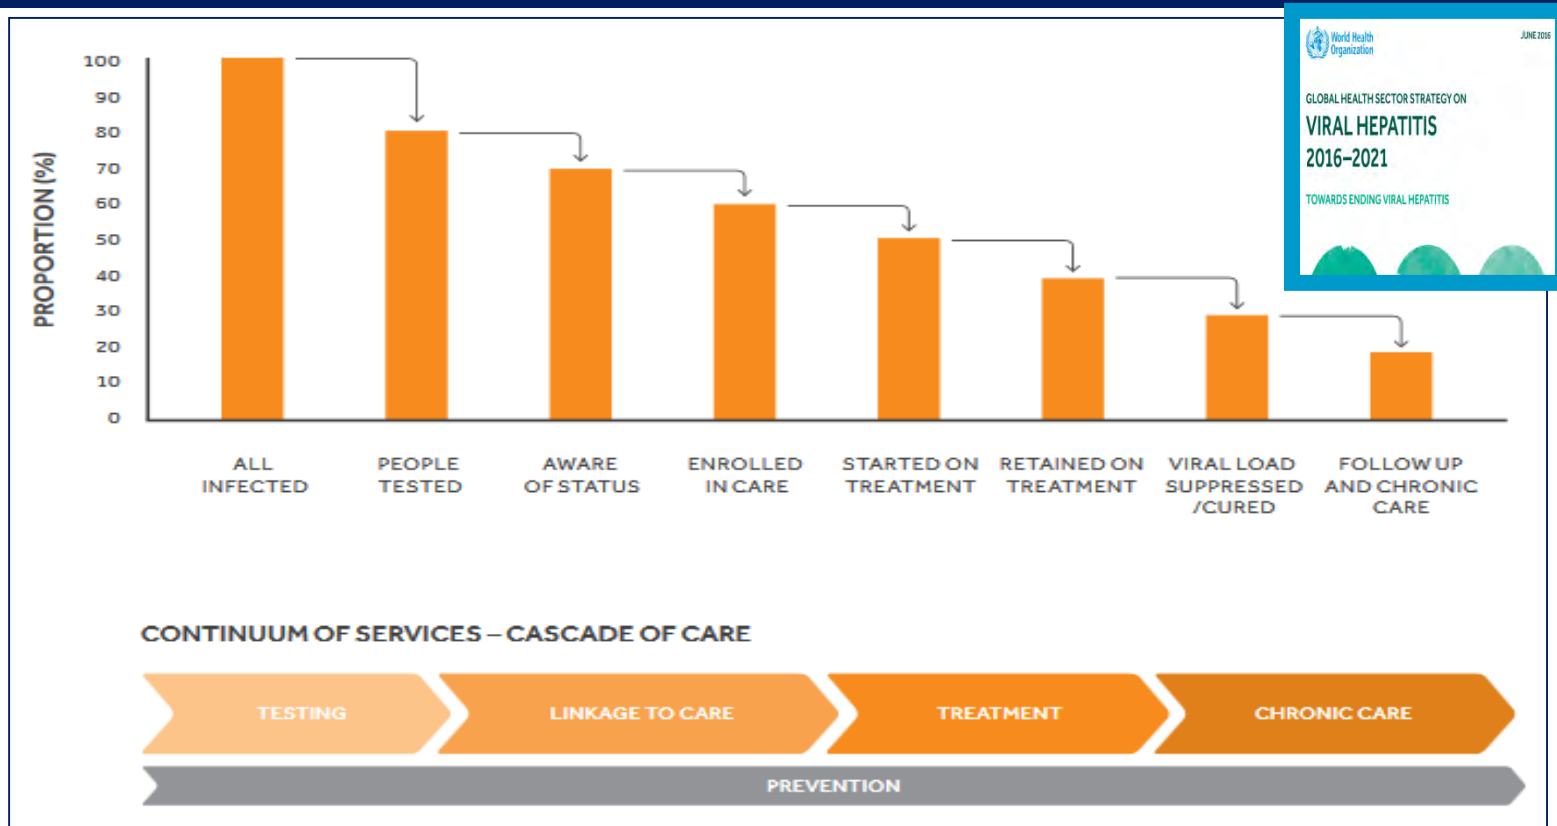 World Health
Organization
JUNE 2016
GLOBAL HEALTH SECTOR STRATEGY ON
VIRAL HEPATITIS
2016–2021
TOWARDS ENDING VIRAL HEPATITIS
PROPORTION (%)
100
90
80
70
60
50
40
30
20
10
0
ALL
INFECTED
PEOPLE
TESTED
AWARE
OF STATUS
ENROLLED
IN CARE
STARTED ON
TREATMENT
RETAINED ON
TREATMENT
VIRAL LOAD
SUPPRESSED
/CURED
FOLLOW UP
AND CHRONIC
CARE
CONTINUUM OF SERVICES – CASCADE OF CARE
TESTING
LINKAGE TO CARE
TREATMENT
CHRONIC CARE
PREVENTION